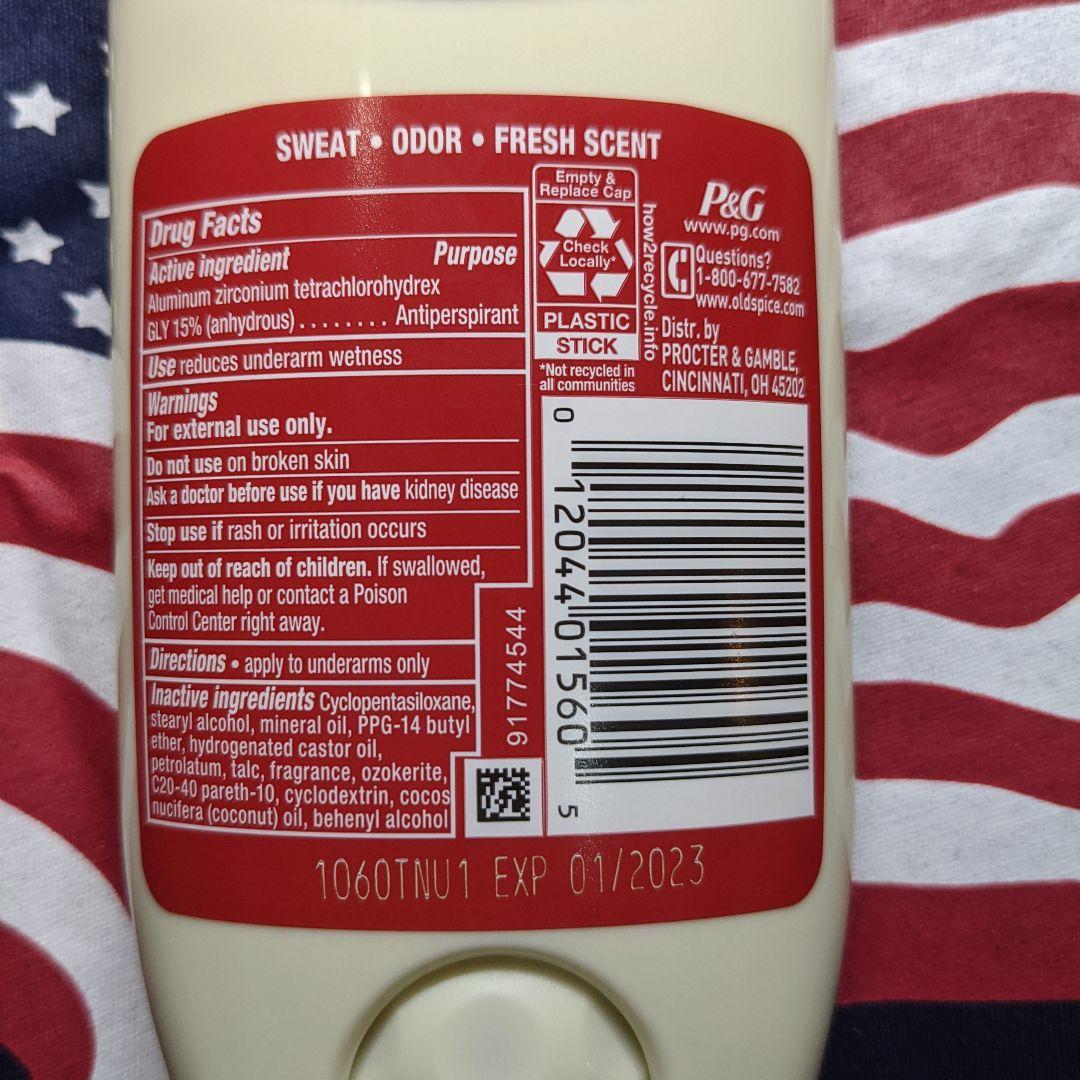 SWEAT • ODOR • FRESH SCENT
Drug Facts
Active ingredient Purpose
Aluminum zirconium tetrachlorohydrex
GLY 15% (anhydrous)........ Antiperspirant
Use reduces underarm wetness
Warnings
For external use only.
Do not use on broken skin
Ask a doctor before use if you have kidney disease
Stop use if rash or irritation occurs
Keep out of reach of children. If swallowed,
get medical help or contact a Poison
Control Center right away.
Directions • apply to underarms only
Inactive ingredients Cyclopentasiloxane,
stearyl alcohol, mineral oil, PPG-14 butyl
ether, hydrogenated castor oil,
petrolatum, talc, fragrance, ozokerite,
C20-40 pareth-10, cyclodextrin, cocos
nucifera (coconut) oil, behenyl alcohol
91774544
Empty &
Replace Cap
Check
Locally*
PLASTIC
STICK
*Not recycled in
all communities
how2recycle.info
P&G
www.pg.com
Questions?
1-800-677-7582
www.oldspice.com
Distr. by
PROCTER & GAMBLE,
CINCINNATI, OH 45202
0 12044 01560 5
1060TNU1 EXP 01/2023